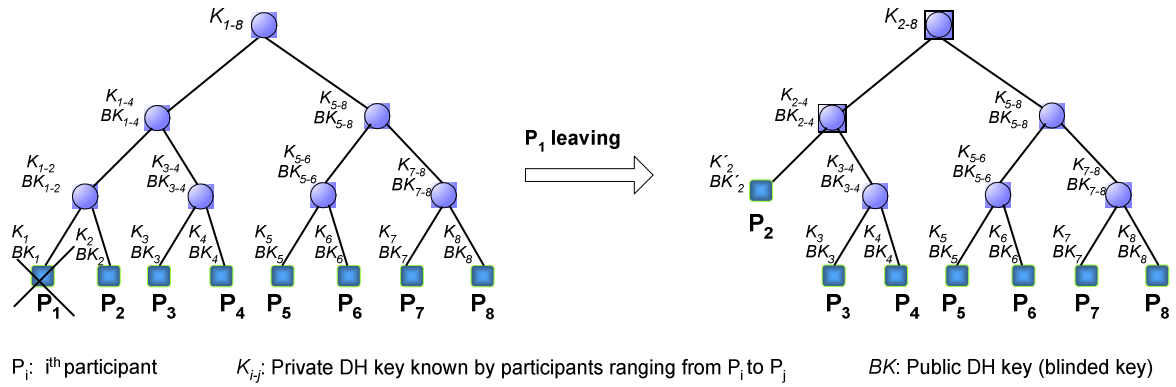 K1-8
K2-8
K1-4
BK1-4
K5-8
BK5-8
K2-4
BK2-4
K5-8
BK5-8
P1 leaving
K1-2
BK1-2
K3-4
BK3-4
K5-6
BK5-6
K7-8
BK7-8
K´2
BK´2
K3-4
BK3-4
K5-6
BK5-6
K7-8
BK7-8
P2
K1
BK1
K2
BK2
K3
BK3
K4
BK4
K5
BK5
K6
BK6
K7
BK7
K8
BK8
K3
BK3
K4
BK4
K5
BK5
K6
BK6
K7
BK7
K8
BK8
P1 P2 P3 P4 P5 P6 P7 P8
P3 P4 P5 P6 P7 P8
Pi: ith participant
Ki-j: Private DH key known by participants ranging from Pi to Pj
BK: Public DH key (blinded key)